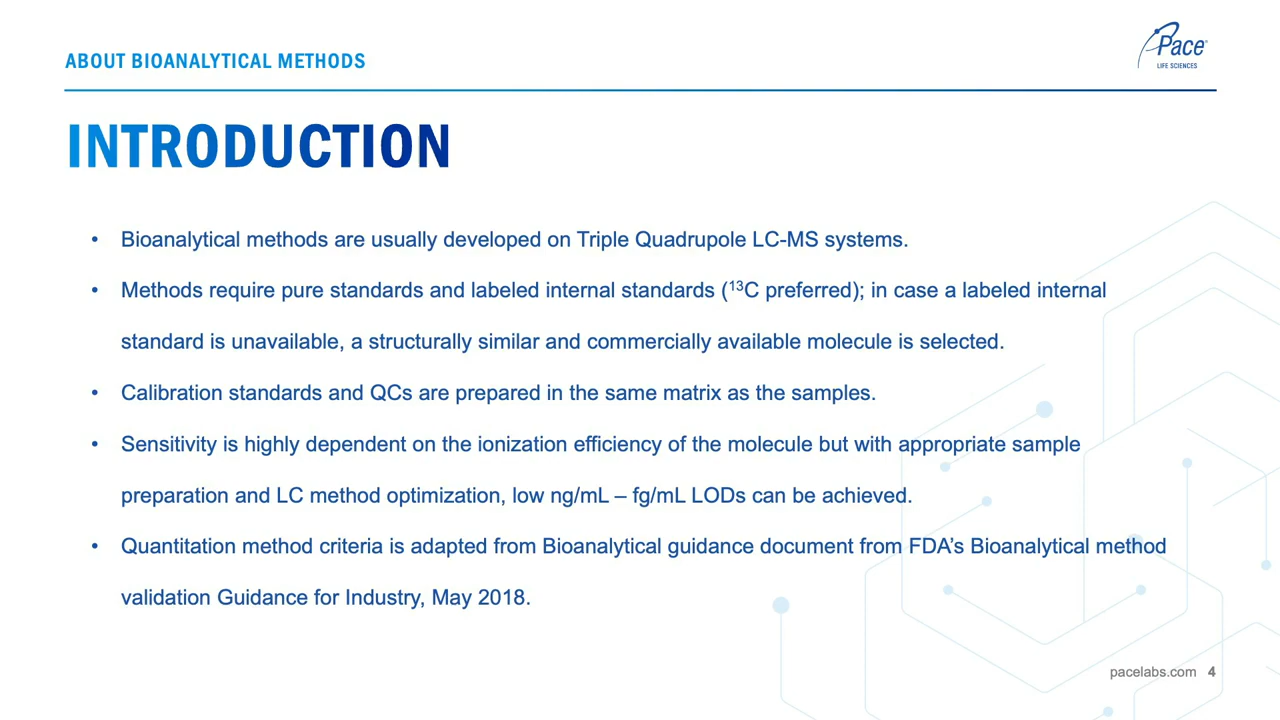 ABOUT BIOANALYTICAL METHODS
Pace®
LIFE SCIENCES
INTRODUCTION
• Bioanalytical methods are usually developed on Triple Quadrupole LC-MS systems.
• Methods require pure standards and labeled internal standards (¹³C preferred); in case a labeled internal
standard is unavailable, a structurally similar and commercially available molecule is selected.
• Calibration standards and QCs are prepared in the same matrix as the samples.
• Sensitivity is highly dependent on the ionization efficiency of the molecule but with appropriate sample
preparation and LC method optimization, low ng/mL – fg/mL LODs can be achieved.
• Quantitation method criteria is adapted from Bioanalytical guidance document from FDA’s Bioanalytical method
validation Guidance for Industry, May 2018.
pacelabs.com 4